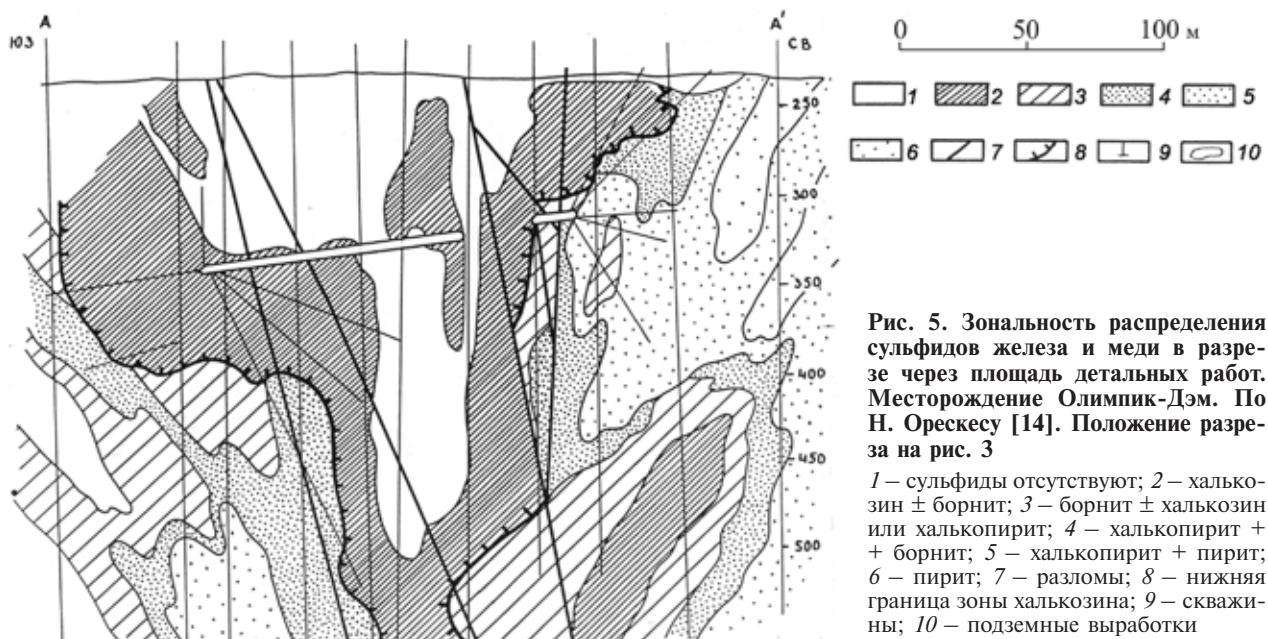 А
А′
ЮЗ
СВ
250
300
350
400
450
500
0 50 100 м
1 2 3 4 5
6 7 8 9 10
Рис. 5. Зональность распределения
сульфидов железа и меди в разре-
зе через площадь детальных работ.
Месторождение Олимпик-Дэм. По
Н. Орескесу [14]. Положение разре-
за на рис. 3
1 – сульфиды отсутствуют; 2 – халько-
зин ± борнит; 3 – борнит ± халькозин
или халькопирит; 4 – халькопирит +
+ борнит; 5 – халькопирит + пирит;
6 – пирит; 7 – разломы; 8 – нижняя
граница зоны халькозина; 9 – скважи-
ны; 10 – подземные выработки